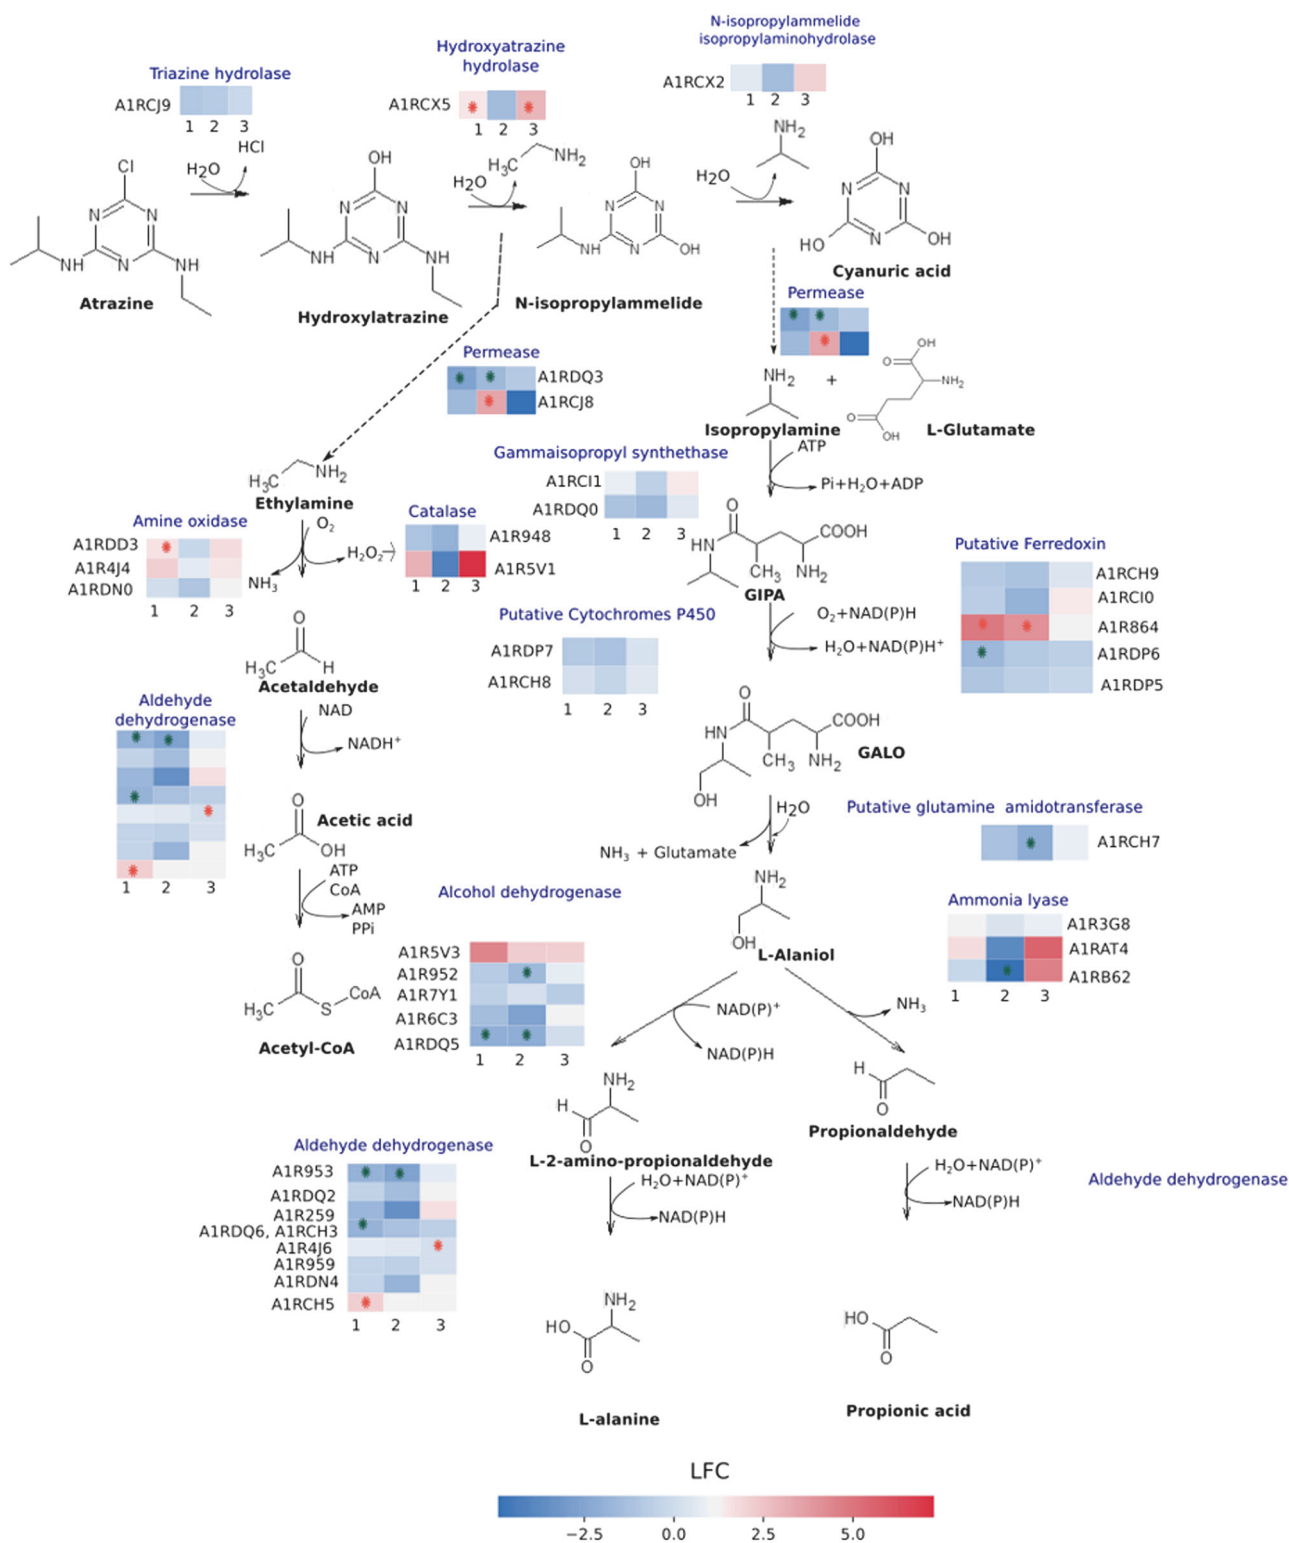 N-isopropylammelide
isopropylaminohydrolase
A1RCX2
1 2 3
Hydroxyatrazine
hydrolase
A1RCX5
1 2 3
Triazine hydrolase
A1RCJ9
1 2 3
HCl
H2O
Cl
N N
N
NH
NH
Atrazine
OH
N N
N
NH
NH
Hydroxylatrazine
H3C NH2
H2O
OH
N N
N
NH
OH
N-isopropylammelide
NH2
H2O
OH
N N
N
HO
OH
Cyanuric acid
Permease
Permease
A1RDQ3
A1RCJ8
NH2
+
OH
O
NH2
O
OH
Isopropylamine
L-Glutamate
ATP
Pi+H2O+ADP
Gammaisopropyl synthethase
A1RCI1
A1RDQ0
1 2 3
H3C NH2
Ethylamine
O2
H2O2
NH3
Amine oxidase
A1RDD3
A1R4J4
A1RDN0
1 2 3
Catalase
A1R948
A1R5V1
1 2 3
O
HN
COOH
CH3
NH2
GIPA
Putative Ferredoxin
A1RCH9
A1RCI0
A1R864
A1RDP6
A1RDP5
O2+NAD(P)H
H2O+NAD(P)H+
Putative Cytochromes P450
A1RDP7
A1RCH8
1 2 3
O
H3C H
Acetaldehyde
NAD
NADH+
Aldehyde
dehydrogenase
1 2 3
O
HN
COOH
CH3
NH2
OH
GALO
H2O
NH3 + Glutamate
Putative glutamine amidotransferase
A1RCH7
O
H3C OH
Acetic acid
ATP
CoA
AMP
PPi
NH2
OH
L-Alaniol
Ammonia lyase
A1R3G8
A1RAT4
A1RB62
1 2 3
Alcohol dehydrogenase
A1R5V3
A1R952
A1R7Y1
A1R6C3
A1RDQ5
1 2 3
O
H3C S CoA
Acetyl-CoA
NAD(P)+
NAD(P)H
NH3
NH2
H
O
L-2-amino-propionaldehyde
H
O
Propionaldehyde
H2O+NAD(P)+
NAD(P)H
H2O+NAD(P)+
NAD(P)H
Aldehyde dehydrogenase
Aldehyde dehydrogenase
A1R953
A1RDQ2
A1R259
A1RDQ6, A1RCH3
A1R4J6
A1R959
A1RDN4
A1RCH5
1 2 3
NH2
HO
O
L-alanine
HO
O
Propionic acid
LFC
−2.5 0.0 2.5 5.0